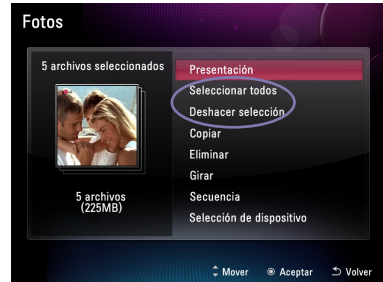 Fotos
5 archivos seleccionados
5 archivos
(225MB)
Presentación
Seleccionar todos
Deshacer selección
Copiar
Eliminar
Girar
Secuencia
Selección de dispositivo
Mover Aceptar Volver